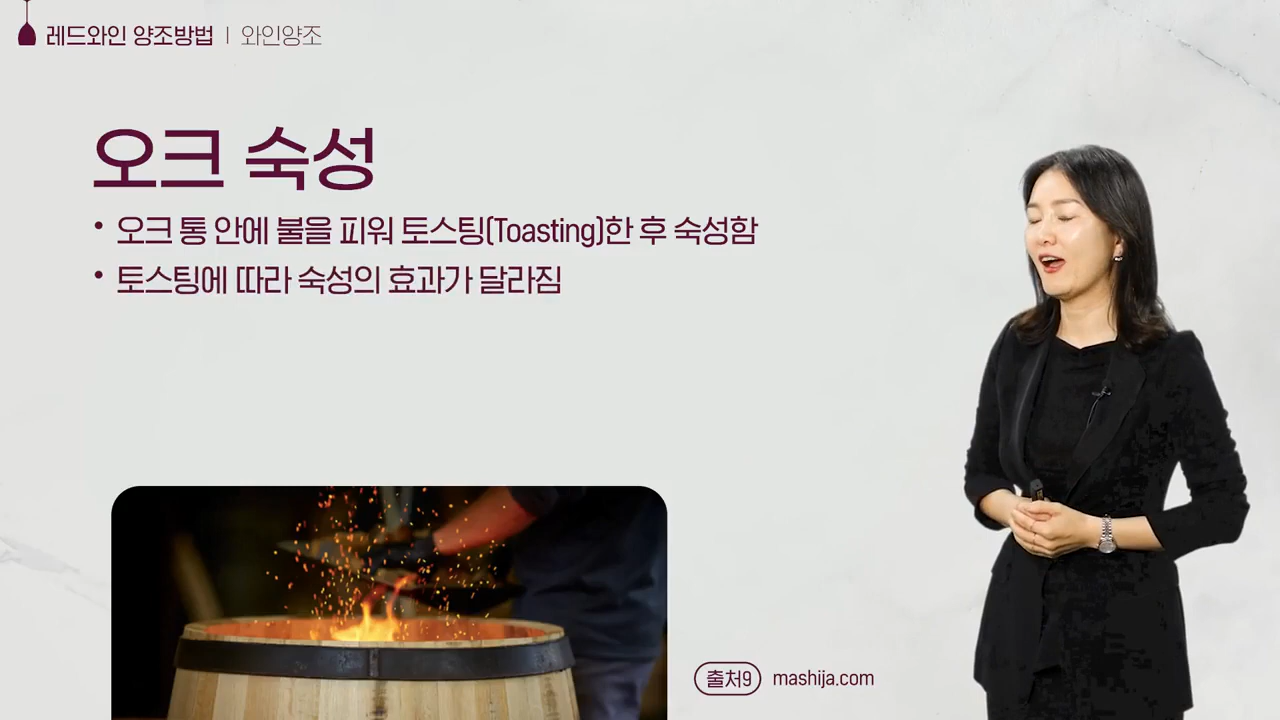 레드와인 양조방법 | 와인양조
오크 숙성
• 오크 통 안에 불을 피워 토스팅(Toasting)한 후 숙성함
• 토스팅에 따라 숙성의 효과가 달라짐
출처9 mashija.com